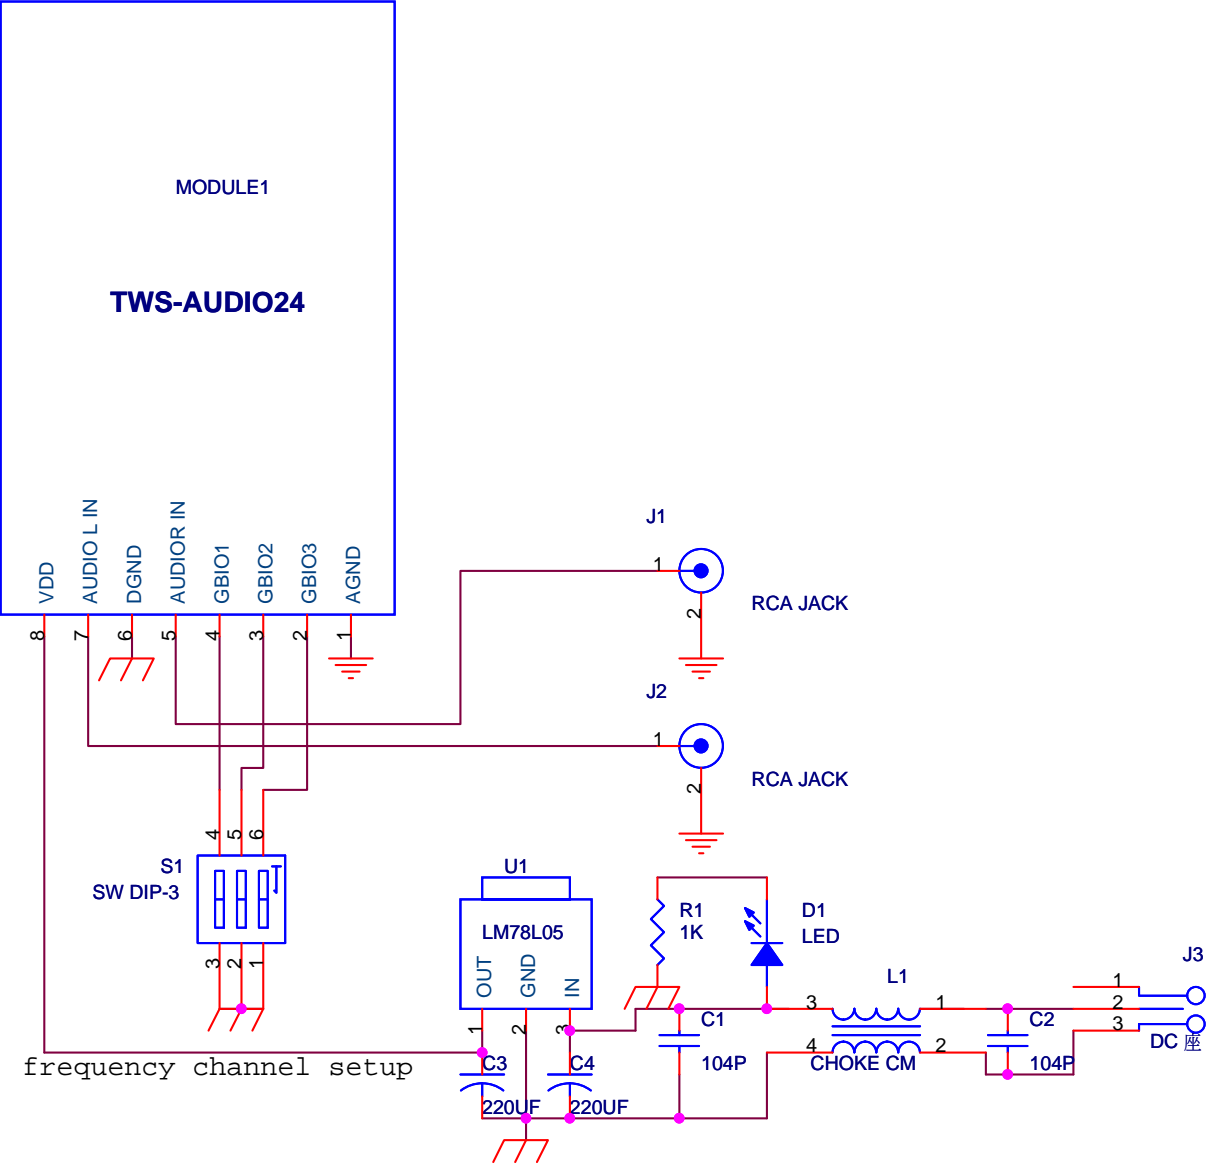 MODULE1
TWS-AUDIO24
VDD
AUDIO L IN
DGND
AUDIOR IN
GBIO1
GBIO2
GBIO3
AGND
8
7
6
5
4
3
2
1
J1
1
2
RCA JACK
J2
1
2
RCA JACK
4
5
6
S1
SW DIP-3
3
2
1
U1
LM78L05
OUT
GND
IN
1
2
3
R1
1K
D1
LED
C1
104P
C3
220UF
C4
220UF
L1
3
1
4
2
CHOKE CM
C2
104P
J3
1
2
3
DC 座
frequency channel setup